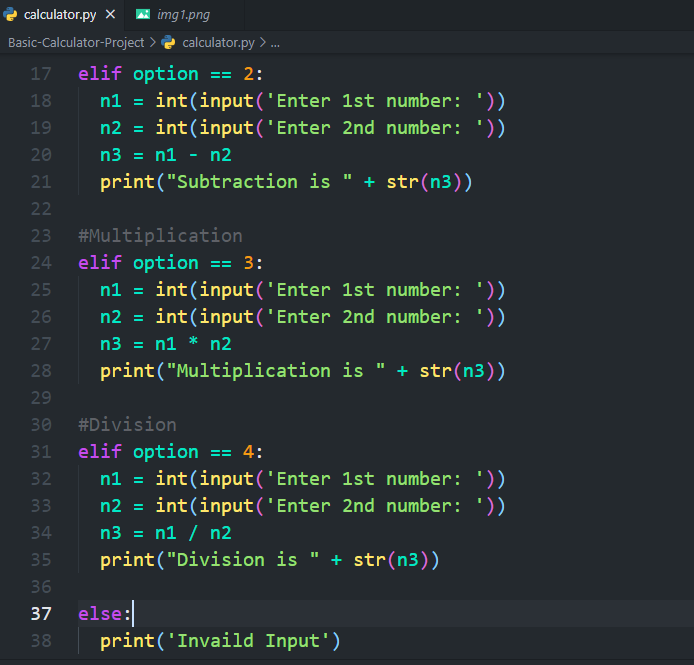 calculator.py × img1.png
Basic-Calculator-Project > calculator.py > ...
17 elif option == 2:
18   n1 = int(input('Enter 1st number: '))
19   n2 = int(input('Enter 2nd number: '))
20   n3 = n1 - n2
21   print("Subtraction is " + str(n3))
22
23 #Multiplication
24 elif option == 3:
25   n1 = int(input('Enter 1st number: '))
26   n2 = int(input('Enter 2nd number: '))
27   n3 = n1 * n2
28   print("Multiplication is " + str(n3))
29
30 #Division
31 elif option == 4:
32   n1 = int(input('Enter 1st number: '))
33   n2 = int(input('Enter 2nd number: '))
34   n3 = n1 / n2
35   print("Division is " + str(n3))
36
37 else:
38   print('Invaild Input')